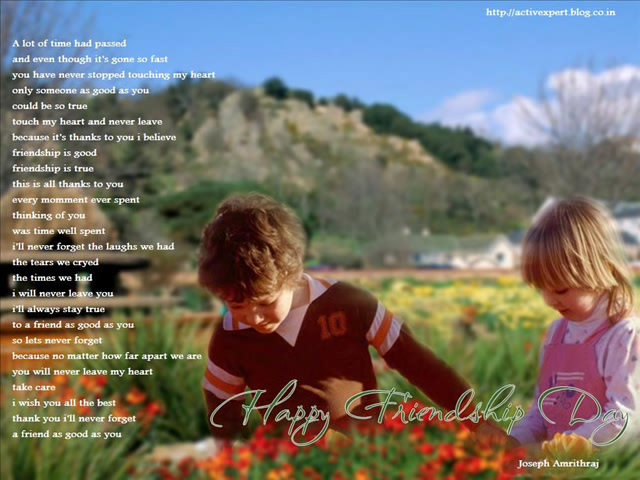 http://activexpert.blog.co.in
A lot of time had passed
and even though it's gone so fast
you have never stopped touching my heart
only someone as good as you
could be so true
touch my heart and never leave
because it's thanks to you i believe
friendship is good
friendship is true
this is all thanks to you
every momment ever spent
thinking of you
was time well spent
i'll never forget the laughs we had
the tears we cryed
the times we had
i will never leave you
i'll always stay true
to a friend as good as you
so lets never forget
because no matter how far apart we are
you will never leave my heart
take care
i wish you all the best
thank you i'll never forget
a friend as good as you
10
Happy Friendship Day
Joseph Amrithraj